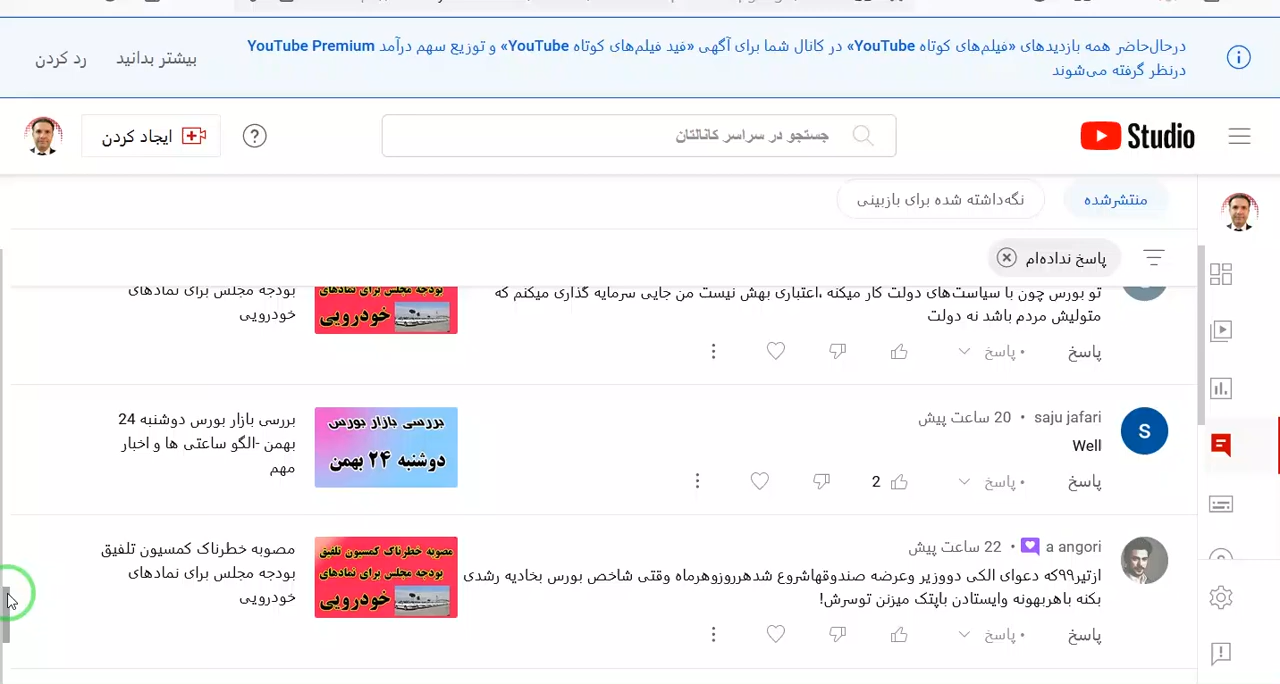 درحال‌حاضر همه بازدیدهای «فیلم‌های کوتاه YouTube» در کانال شما برای آگهی «فید فیلم‌های کوتاه YouTube» و توزیع سهم درآمد YouTube Premium
درنظر گرفته می‌شوند
بیشتر بدانید
رد کردن
Studio
جستجو در سراسر کانالتان
ایجاد کردن
منتشرشده
نگه‌داشته شده برای بازبینی
پاسخ نداده‌ام
تو بورس چون با سیاست‌های دولت کار میکنه ،اعتباری بهش نیست من جایی سرمایه گذاری میکنم که
متولیش مردم باشد نه دولت
بودجه مجلس برای نمادهای
خودرویی
بودجه مجلس برای نمادهای
خودرویی
پاسخ
• پاسخ
S
saju jafari • 20 ساعت پیش
Well
پاسخ
• پاسخ
2
بررسی بازار بورس
دوشنبه ۲۴ بهمن
بررسی بازار بورس دوشنبه 24
بهمن -الگو ساعتی ها و اخبار
مهم
a angori • 22 ساعت پیش
ازتیر۹۹که دعوای الکی دووزیر وعرضه صندوقهاشروع شدهرروزوهرماه وقتی شاخص بورس بخادیه رشدی
بکنه باهربهونه وایستادن باپتک میزنن توسرش!
مصوبه خطرناک کمسیون تلفیق
بودجه مجلس برای نمادهای
خودرویی
مصوبه خطرناک کمسیون تلفیق
بودجه مجلس برای نمادهای
خودرویی
پاسخ
• پاسخ